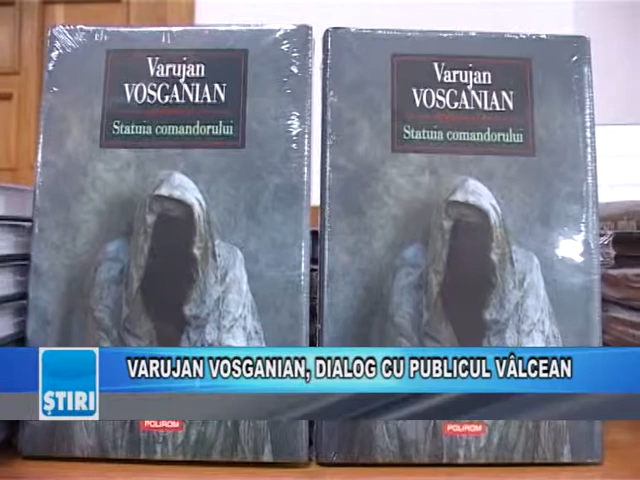 Varujan
VOSGANIAN
Statuia comandorului
Varujan
VOSGANIAN
Statuia comandorului
VARUJAN VOSGANIAN, DIALOG CU PUBLICUL VÂLCEAN
ȘTIRI
POLIROM
POLIROM